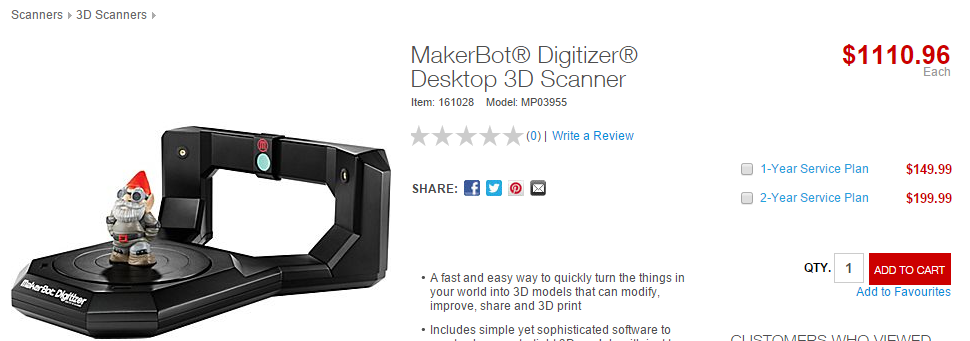 Scanners
3D Scanners
MakerBot® Digitizer®
Desktop 3D Scanner
Item: 161028 Model: MP03955
(0) | Write a Review
SHARE:
• A fast and easy way to quickly turn the things in
your world into 3D models that can modify,
improve, share and 3D print
• Includes simple yet sophisticated software to
$1110.96
Each
1-Year Service Plan $149.99
2-Year Service Plan $199.99
QTY. 1 ADD TO CART
Add to Favourites
CUSTOMERS WHO VIEWED
MakerBot Digitizer